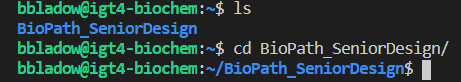 bbladow@igt4-biochem:~$ ls
BioPath_SeniorDesign
bbladow@igt4-biochem:~$ cd BioPath_SeniorDesign/
bbladow@igt4-biochem:~/BioPath_SeniorDesign$